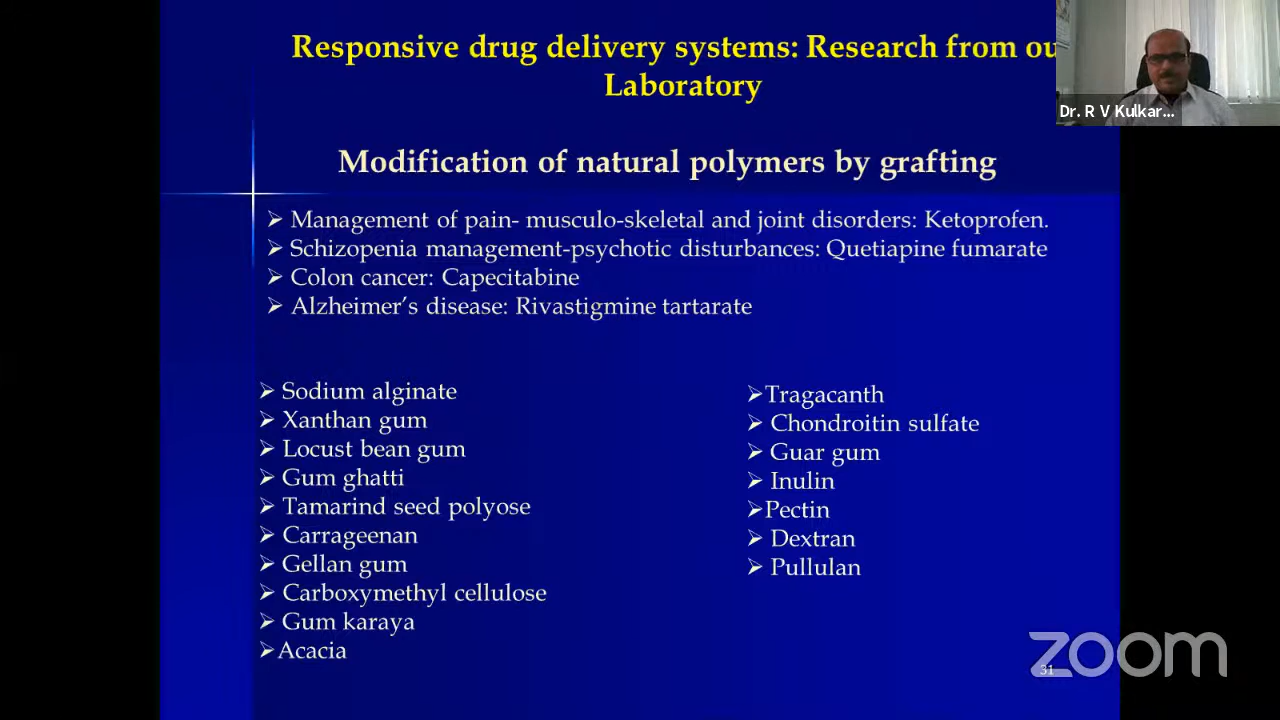 Responsive drug delivery systems: Research from ou
Laboratory
Dr. R V Kulkar...
Modification of natural polymers by grafting
➢ Management of pain- musculo-skeletal and joint disorders: Ketoprofen.
➢ Schizopenia management-psychotic disturbances: Quetiapine fumarate
➢ Colon cancer: Capecitabine
➢ Alzheimer's disease: Rivastigmine tartarate
➢ Sodium alginate
➢ Xanthan gum
➢ Locust bean gum
➢ Gum ghatti
➢ Tamarind seed polyose
➢ Carrageenan
➢ Gellan gum
➢ Carboxymethyl cellulose
➢ Gum karaya
➢Acacia
➢Tragacanth
➢ Chondroitin sulfate
➢ Guar gum
➢ Inulin
➢Pectin
➢ Dextran
➢ Pullulan
zoom
31